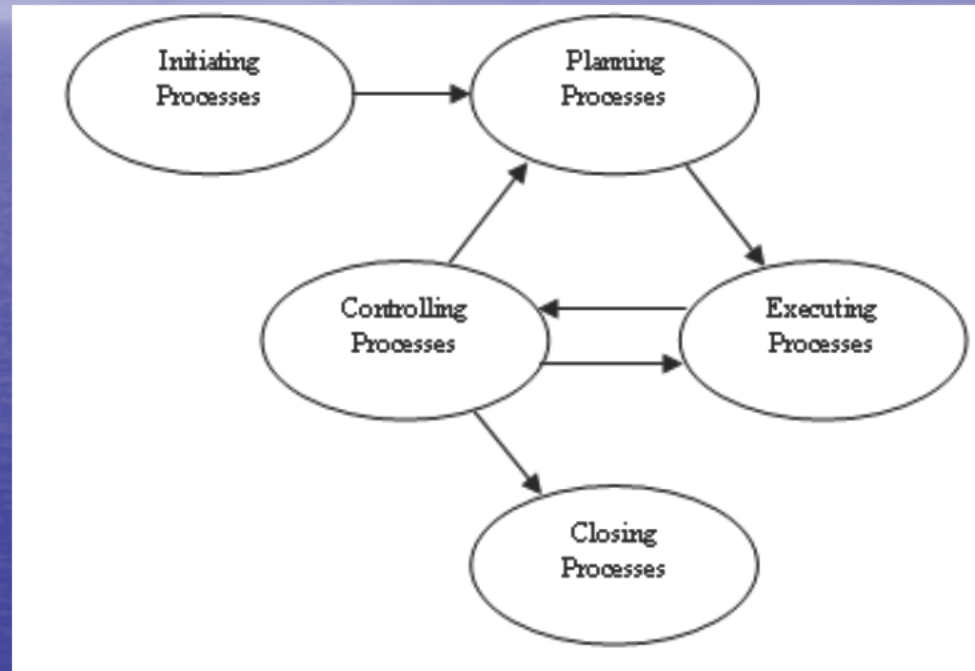 Initiating
Processes
Planning
Processes
Controlling
Processes
Executing
Processes
Closing
Processes